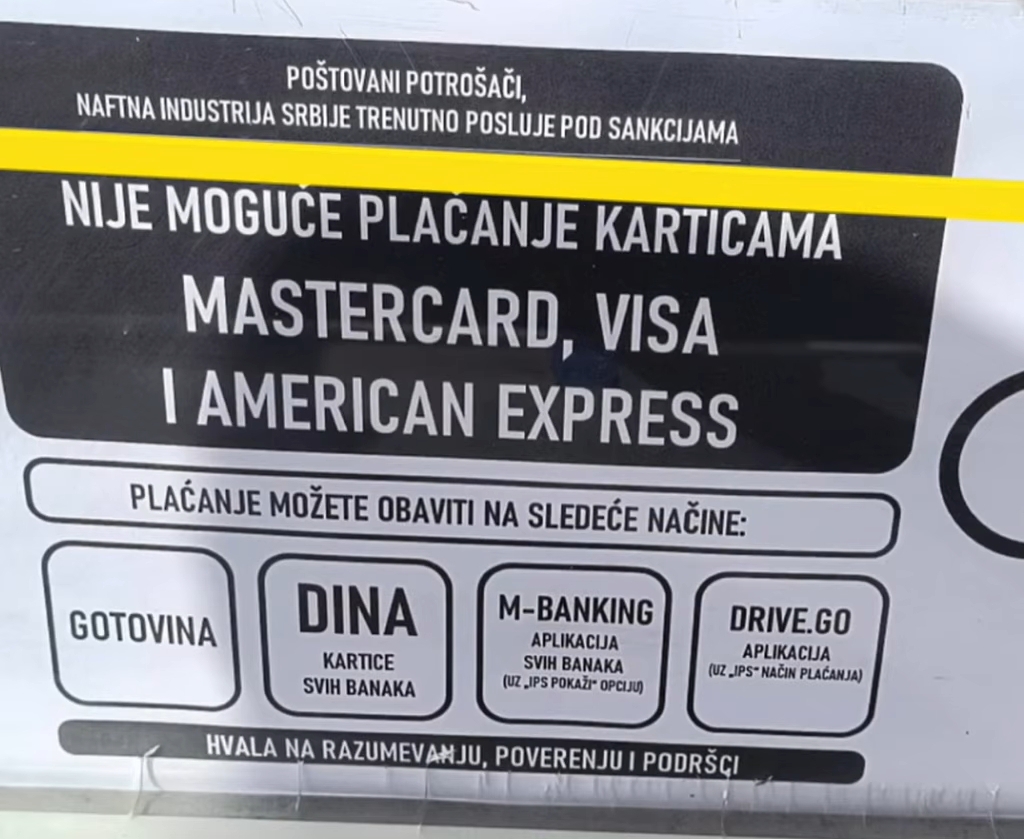 POŠTOVANI POTROŠAČI,
NAFTNA INDUSTRIJA SRBIJE TRENUTNO POSLUJE POD SANKCIJAMA
NIJE MOGUĆE PLAĆANJE KARTICAMA
MASTERCARD, VISA
I AMERICAN EXPRESS
PLAĆANJE MOŽETE OBAVITI NA SLEDEĆE NAČINE:
GOTOVINA
DINA
KARTICE
SVIH BANAKA
M-BANKING
APLIKACIJA
SVIH BANAKA
(UZ „IPS POKAŽI“ OPCIJU)
DRIVE.GO
APLIKACIJA
(UZ „IPS“ NAČIN PLAĆANJA)
HVALA NA RAZUMEVANJU, POVERENJU I PODRŠCI